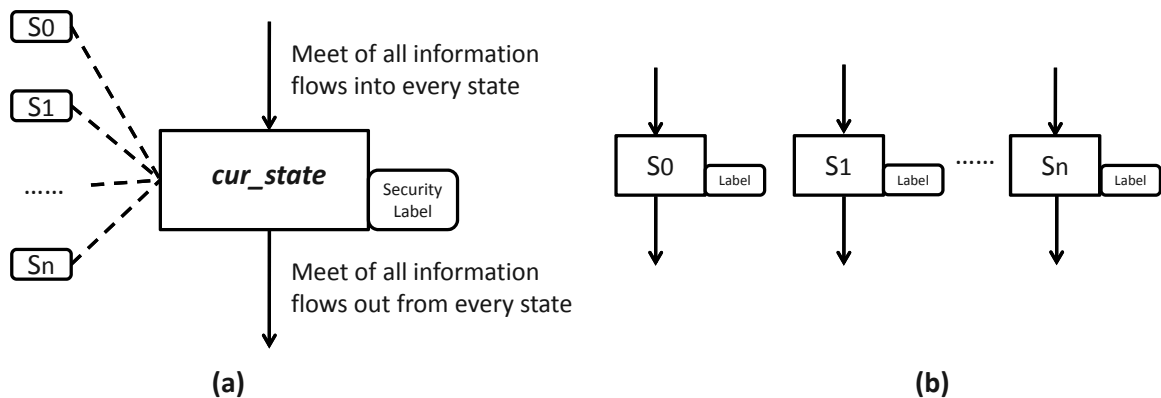 S0
S1
......
Sn
Meet of all information
flows into every state
cur_state
Security
Label
Meet of all information
flows out from every state
(a)
S0
Label
S1
Label
......
Sn
Label
(b)